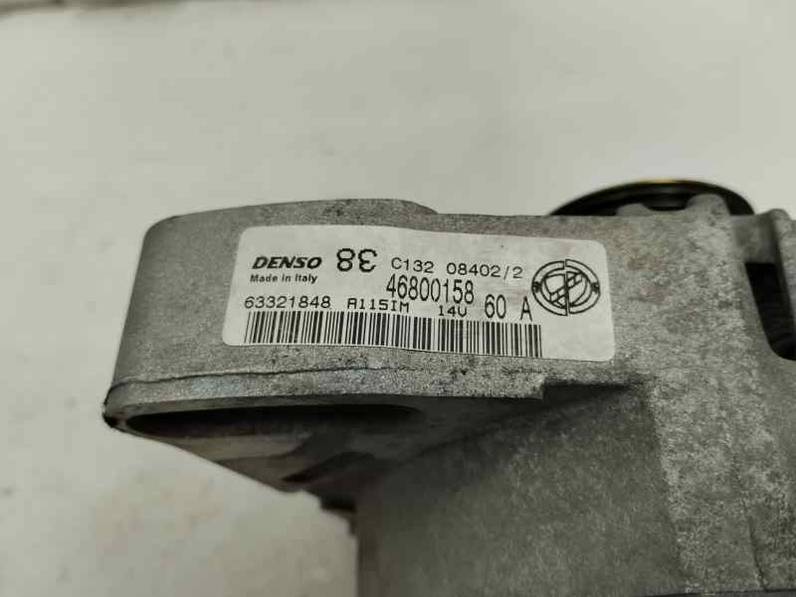 DENSO 38 C132 08402/2
Made in Italy 46800158
63321848 A115IM 14V 60 A